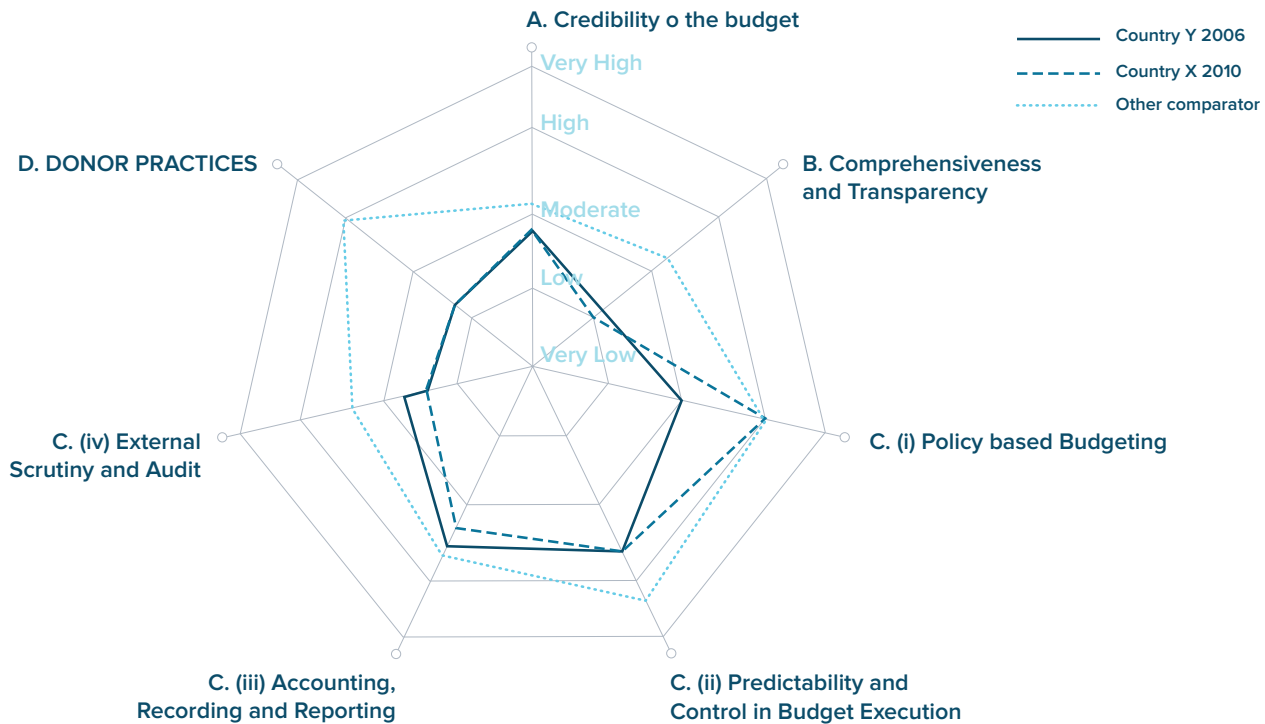 A. Credibility o the budget
Country Y 2006
Country X 2010
Other comparator
Very High
High
Moderate
Low
Very Low
D. DONOR PRACTICES
B. Comprehensiveness
and Transparency
C. (iv) External
Scrutiny and Audit
C. (i) Policy based Budgeting
C. (iii) Accounting,
Recording and Reporting
C. (ii) Predictability and
Control in Budget Execution